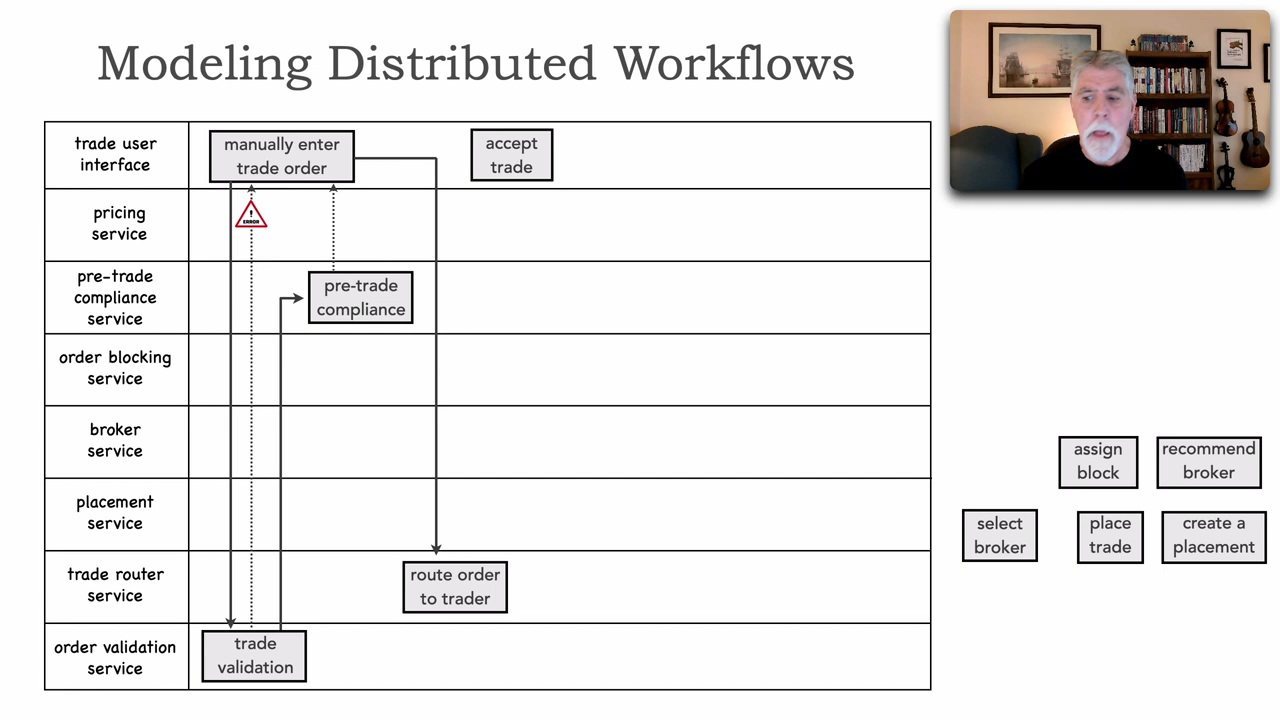 Modeling Distributed Workflows
trade user
interface
manually enter
trade order
accept
trade
pricing
service
ERROR
pre-trade
compliance
service
pre-trade
compliance
order blocking
service
broker
service
assign
block
recommend
broker
placement
service
select
broker
place
trade
create a
placement
trade router
service
route order
to trader
order validation
service
trade
validation